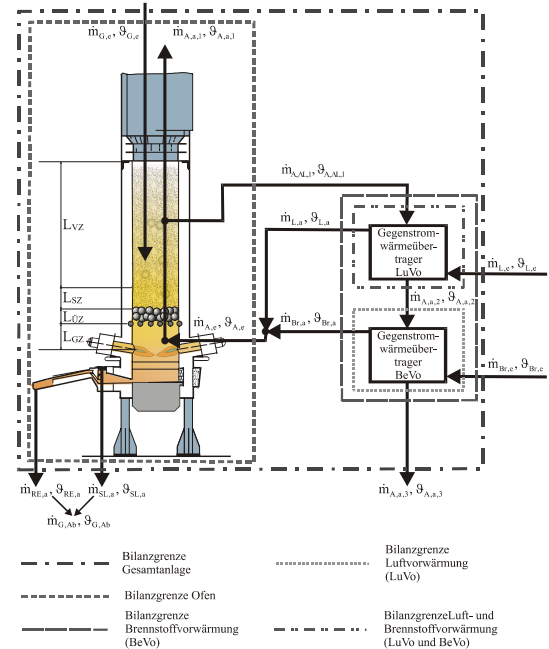 ṁG,e, ϑG,e
ṁA,a,1, ϑA,a,1
ṁA,AL,1, ϑA,AL,1
LVZ
LSZ
LÜZ
LGZ
ṁL,a, ϑL,a
Gegenstrom-
wärmeüber-
trager
LuVo
ṁL,e, ϑL,e
ṁA,a,2, ϑA,a,2
ṁA,e, ϑA,e
ṁBr,a, ϑBr,a
Gegenstrom-
wärmeüber-
trager
BeVo
ṁBr,e, ϑBr,e
ṁRE,a, ϑRE,a
ṁSL,a, ϑSL,a
ṁG,Ab, ϑG,Ab
ṁA,a,3, ϑA,a,3
Bilanzgrenze
Gesamtanlage
Bilanzgrenze
Luftvorwärmung
(LuVo)
Bilanzgrenze Ofen
Bilanzgrenze
Brennstoffvorwärmung
(BeVo)
BilanzgrenzeLuft- und
Brennstoffvorwärmung
(LuVo und BeVo)